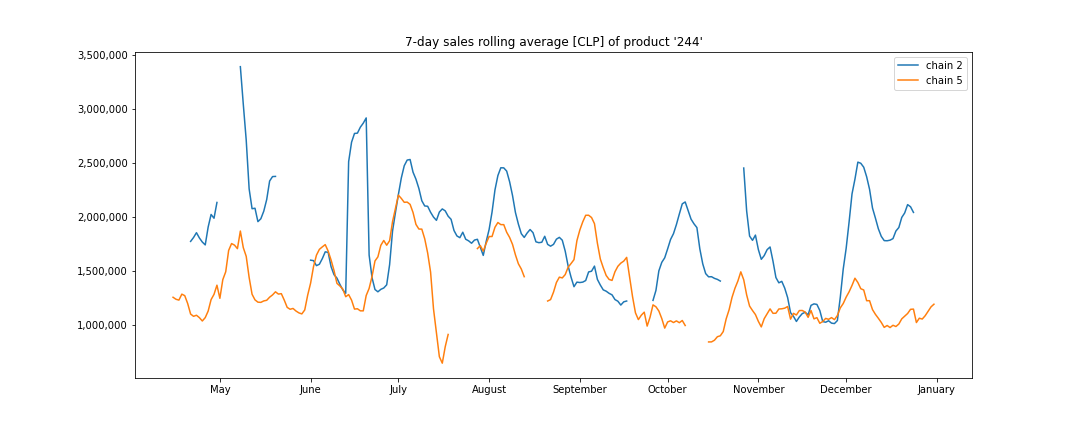 7-day sales rolling average [CLP] of product '244'
3,500,000
3,000,000
2,500,000
2,000,000
1,500,000
1,000,000
chain 2
chain 5
May
June
July
August
September
October
November
December
January